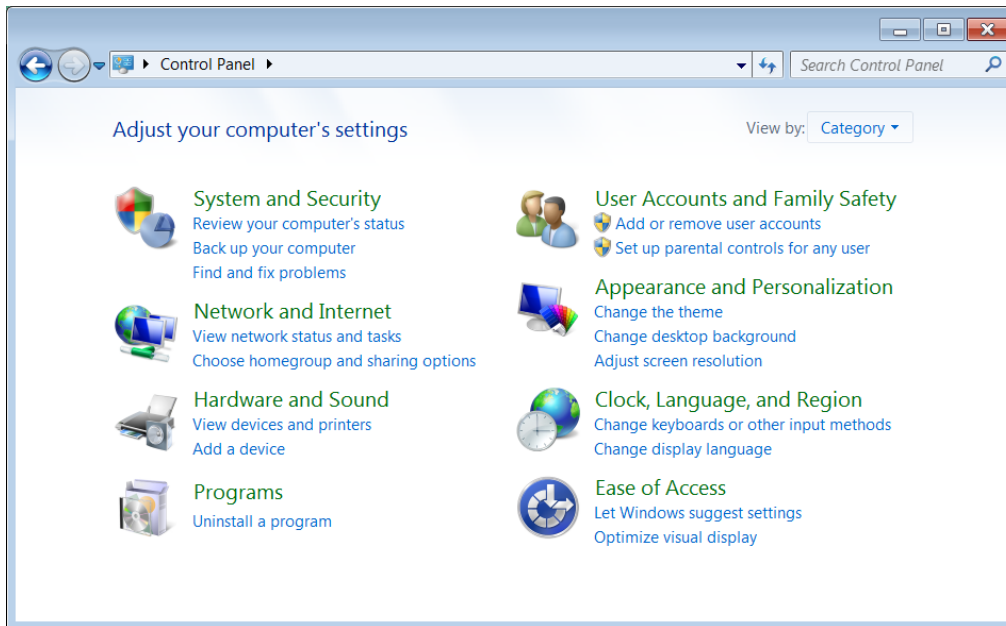 Control Panel
Search Control Panel
Adjust your computer's settings
View by: Category
System and Security
Review your computer's status
Back up your computer
Find and fix problems
Network and Internet
View network status and tasks
Choose homegroup and sharing options
Hardware and Sound
View devices and printers
Add a device
Programs
Uninstall a program
User Accounts and Family Safety
Add or remove user accounts
Set up parental controls for any user
Appearance and Personalization
Change the theme
Change desktop background
Adjust screen resolution
Clock, Language, and Region
Change keyboards or other input methods
Change display language
Ease of Access
Let Windows suggest settings
Optimize visual display